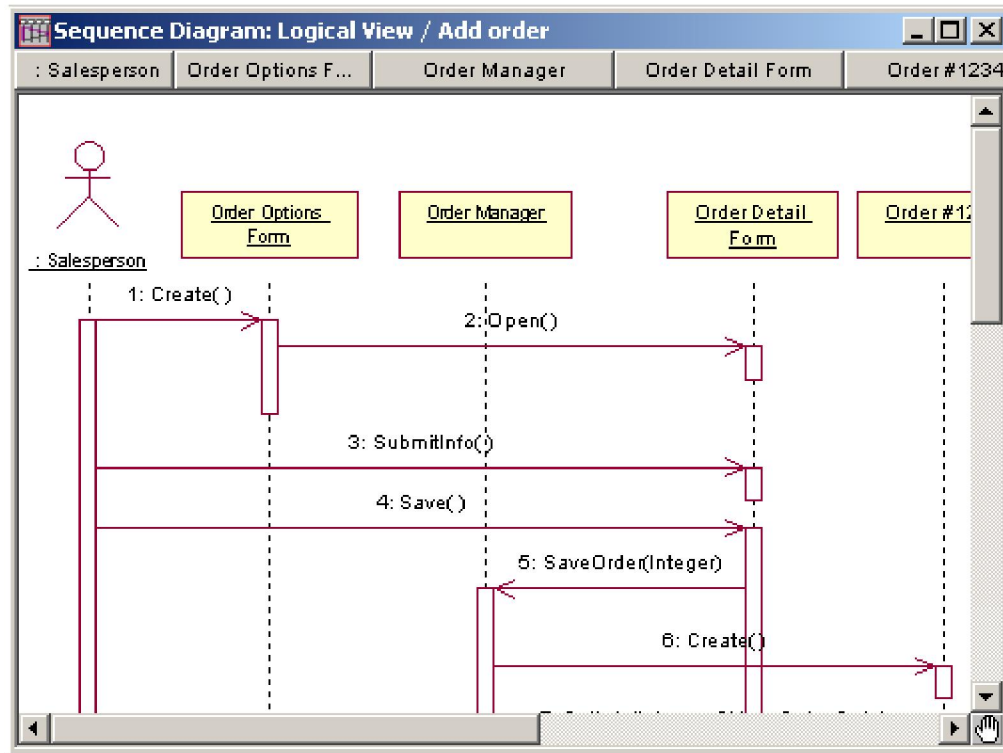 Sequence Diagram: Logical View / Add order
: Salesperson
Order Options F...
Order Manager
Order Detail Form
Order #1234
Order Options
Form
Order Manager
Order Detail
Form
Order #12
: Salesperson
1: Create( )
2: Open( )
3: SubmitInfo( )
4: Save( )
5: SaveOrder(Integer)
6: Create( )